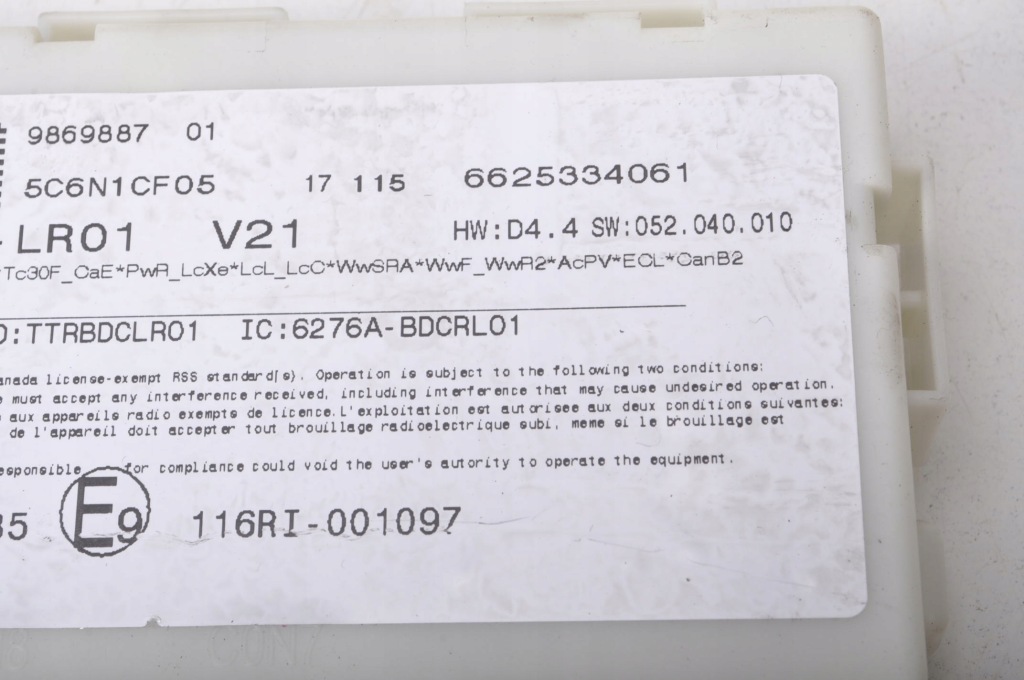 9869887 01
5C6N1CF05 17 115 6625334061
LR01 V21 HW:D4.4 SW:052.040.010
*Tc30F_CaE*PwR_LcXe*LcL_LcC*WwSRA*WwF_WwR2*AcPV*ECL*CanB2
D:TTRBDCLR01 IC:6276A-BDCRL01
anada license-exempt RSS standard(s). Operation is subject to the following two conditions:
e must accept any interference received, including interference that may cause undesired operation.
aux appareils radio exempts de licence.L'exploitation est autorisee aux deux conditions suivantes:
de l'appareil doit accepter tout brouillage radioelectrique subi, meme si le brouillage est
esponsible for compliance could void the user's autority to operate the equipment.
35 E9 116RI-001097